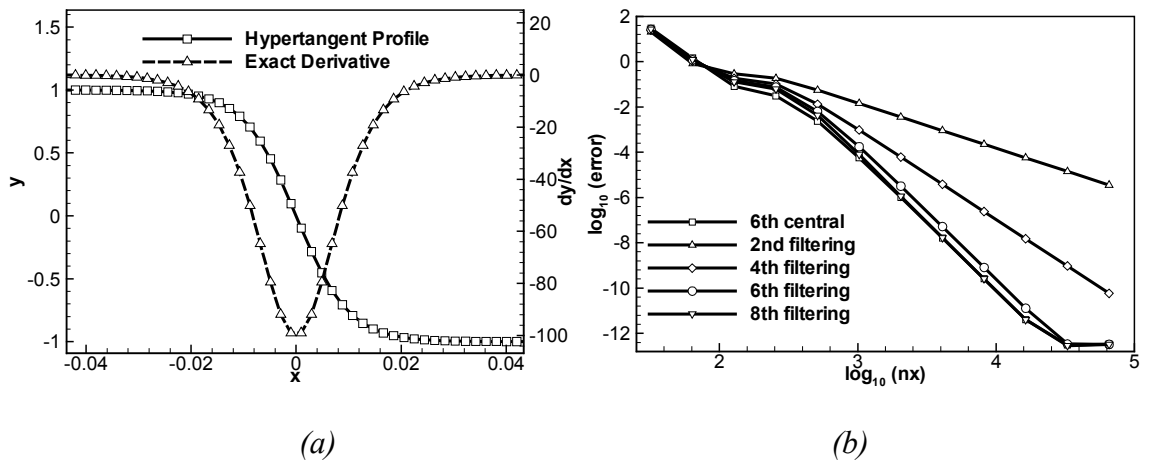 (a)
1.5
1
0.5
0
-0.5
-1
y
-0.04
-0.02
0
0.02
0.04
x
20
0
-20
-40
-60
-80
-100
dy/dx
Hypertangent Profile
Exact Derivative
(b)
2
0
-2
-4
-6
-8
-10
-12
log10 (error)
2
3
4
5
log10 (nx)
6th central
2nd filtering
4th filtering
6th filtering
8th filtering
(a)
(b)